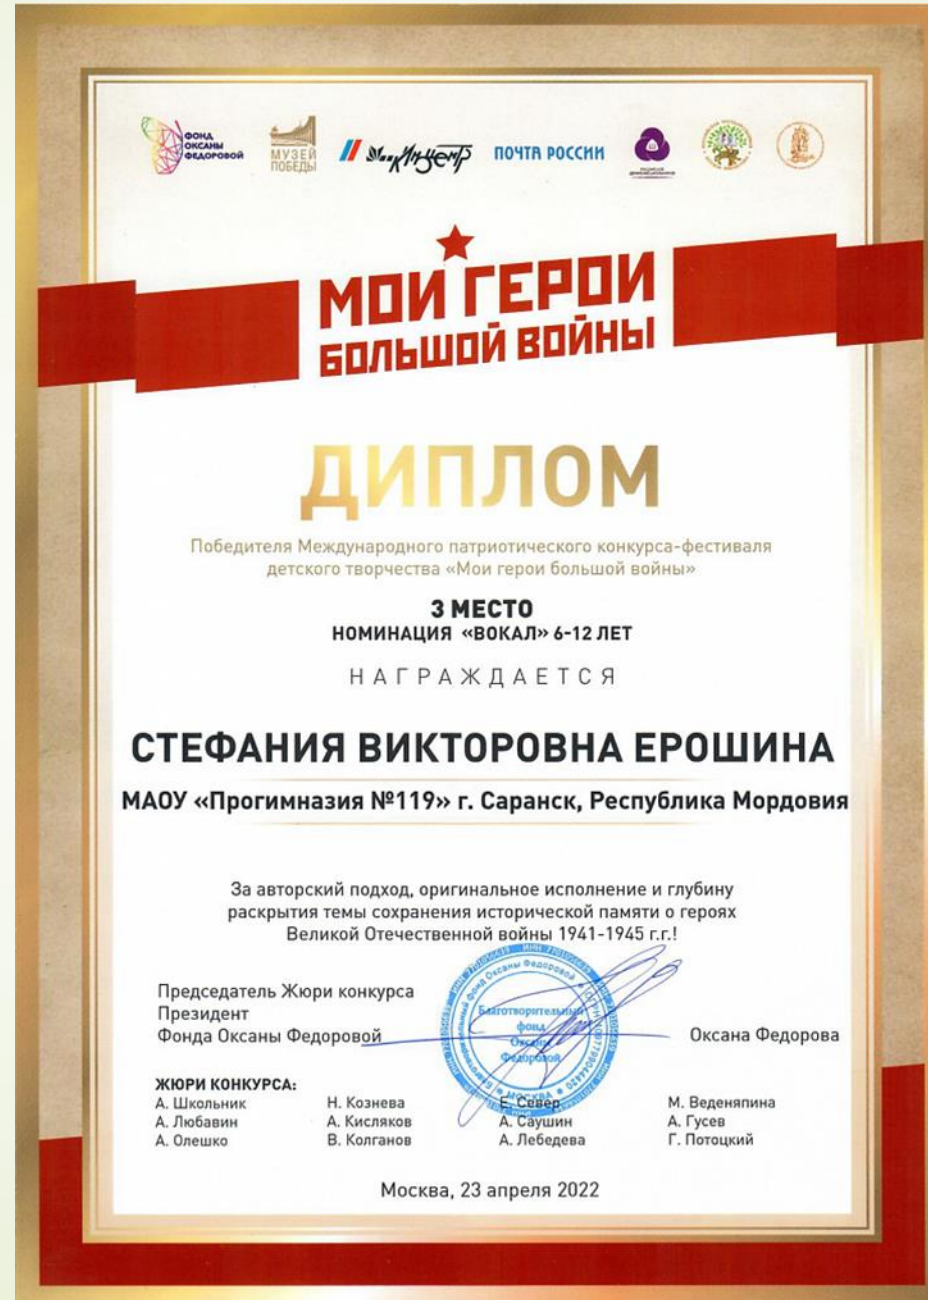 ФОНД
ОКСАНЫ
ФЕДОРОВОЙ
МУЗЕЙ
ПОБЕДЫ
ПОЧТА РОССИИ
МОИ ГЕРОИ
БОЛЬШОЙ ВОЙНЫ
ДИПЛОМ
Победителя Международного патриотического конкурса-фестиваля
детского творчества «Мои герои большой войны»
3 МЕСТО
НОМИНАЦИЯ «ВОКАЛ» 6-12 ЛЕТ
НАГРАЖДАЕТСЯ
СТЕФАНИЯ ВИКТОРОВНА ЕРОШИНА
МАОУ «Прогимназия №119» г. Саранск, Республика Мордовия
За авторский подход, оригинальное исполнение и глубину
раскрытия темы сохранения исторической памяти о героях
Великой Отечественной войны 1941-1945 г.г.!
Председатель Жюри конкурса
Президент
Фонда Оксаны Федоровой
Благотворительный
фонд
Оксаны
Федоровой
МОСКВА
Оксана Федорова
ЖЮРИ КОНКУРСА:
А. Школьник Н. Кознева Е. Север М. Веденяпина
А. Любавин А. Кисляков А. Саушин А. Гусев
А. Олешко В. Колганов А. Лебедева Г. Потоцкий
Москва, 23 апреля 2022